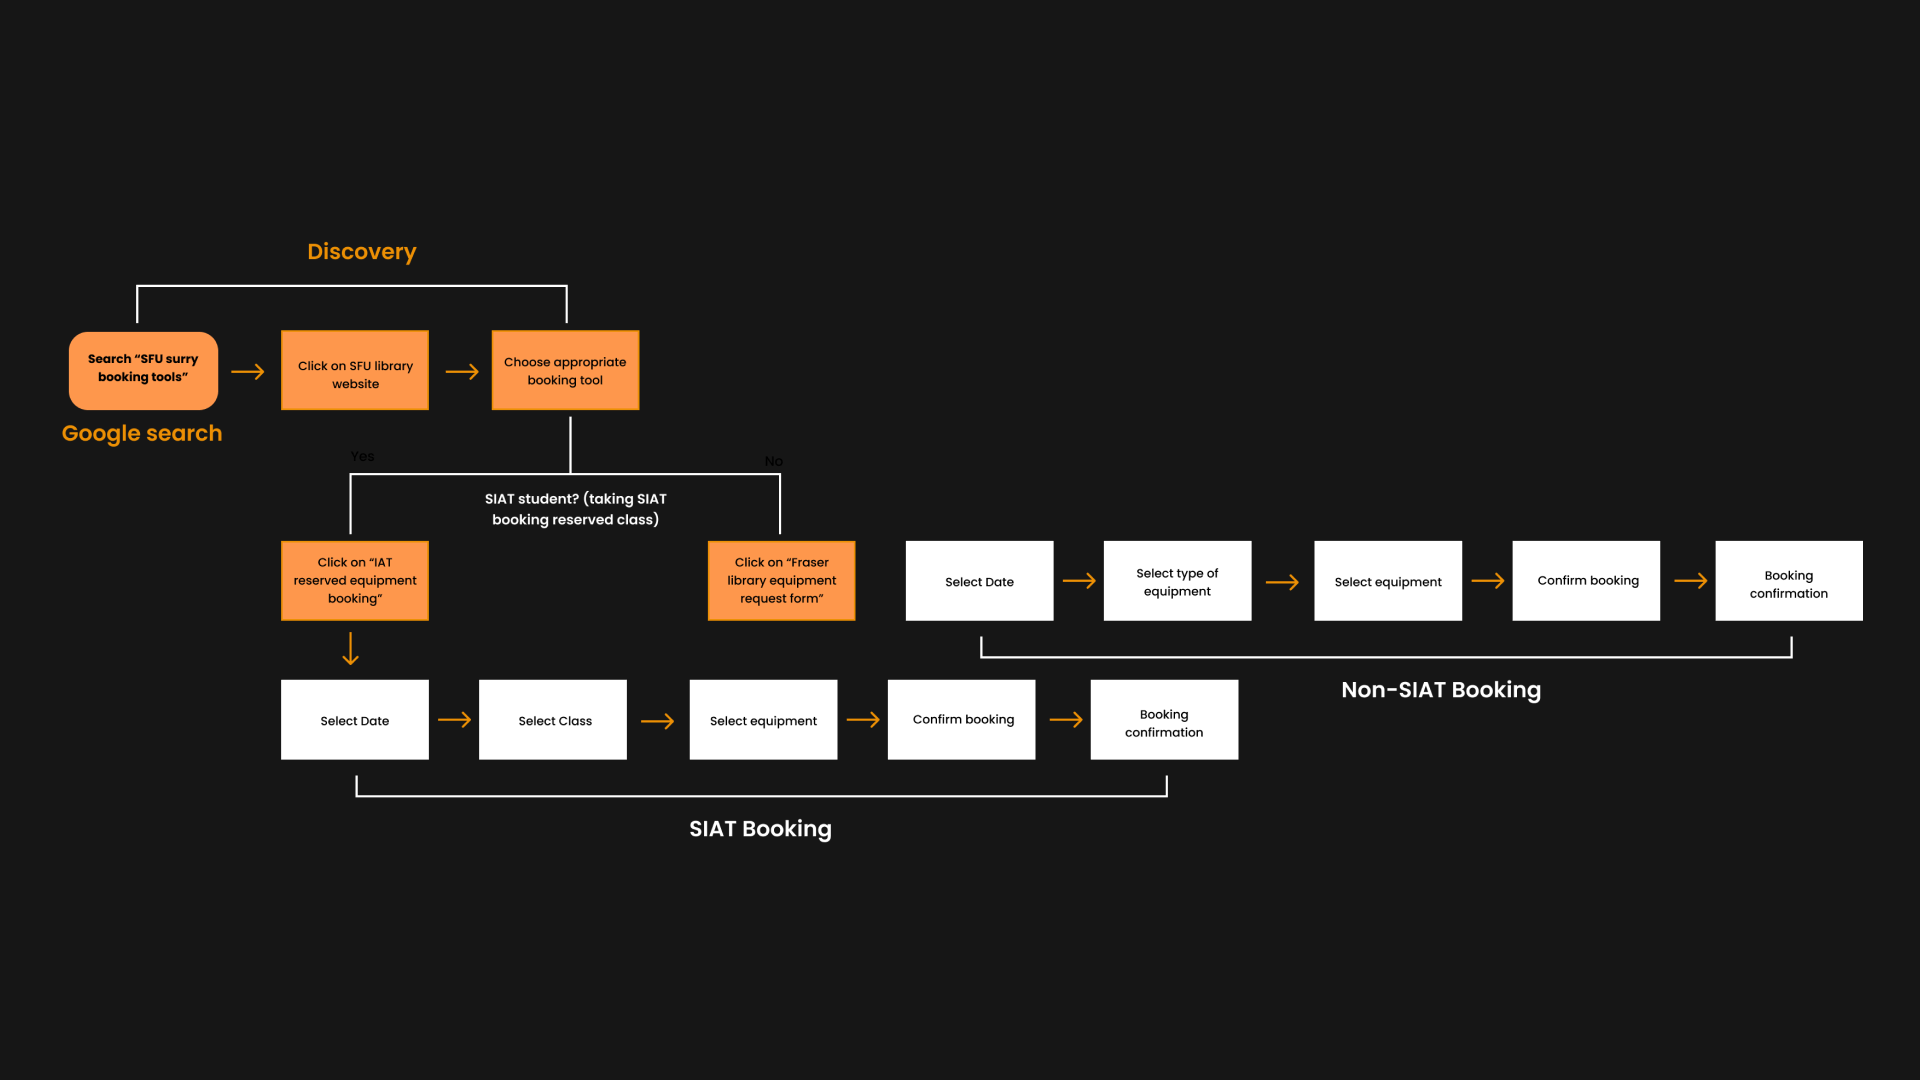 Discovery
Search “SFU surry
booking tools”
Click on SFU library
website
Choose appropriate
booking tool
Google search
Yes
No
SIAT student? (taking SIAT
booking reserved class)
Click on “IAT
reserved equipment
booking”
Click on “Fraser
library equipment
request form”
Select Date
Select type of
equipment
Select equipment
Confirm booking
Booking
confirmation
Non-SIAT Booking
Select Date
Select Class
Select equipment
Confirm booking
Booking
confirmation
SIAT Booking